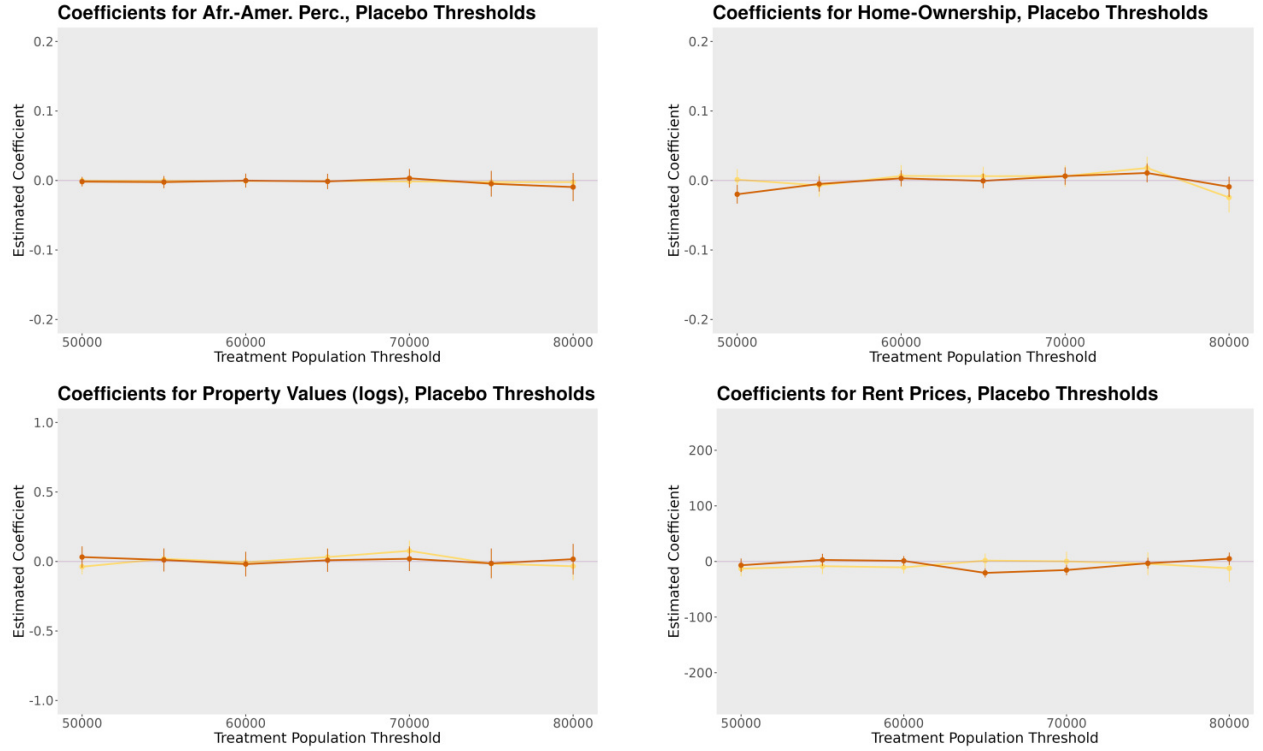 Coefficients for Afr.-Amer. Perc., Placebo Thresholds
Estimated Coefficient
0.2
0.1
0.0
-0.1
-0.2
50000 60000 70000 80000
Treatment Population Threshold
Coefficients for Home-Ownership, Placebo Thresholds
Estimated Coefficient
0.2
0.1
0.0
-0.1
-0.2
50000 60000 70000 80000
Treatment Population Threshold
Coefficients for Property Values (logs), Placebo Thresholds
Estimated Coefficient
1.0
0.5
0.0
-0.5
-1.0
50000 60000 70000 80000
Treatment Population Threshold
Coefficients for Rent Prices, Placebo Thresholds
Estimated Coefficient
200
100
0
-100
-200
50000 60000 70000 80000
Treatment Population Threshold